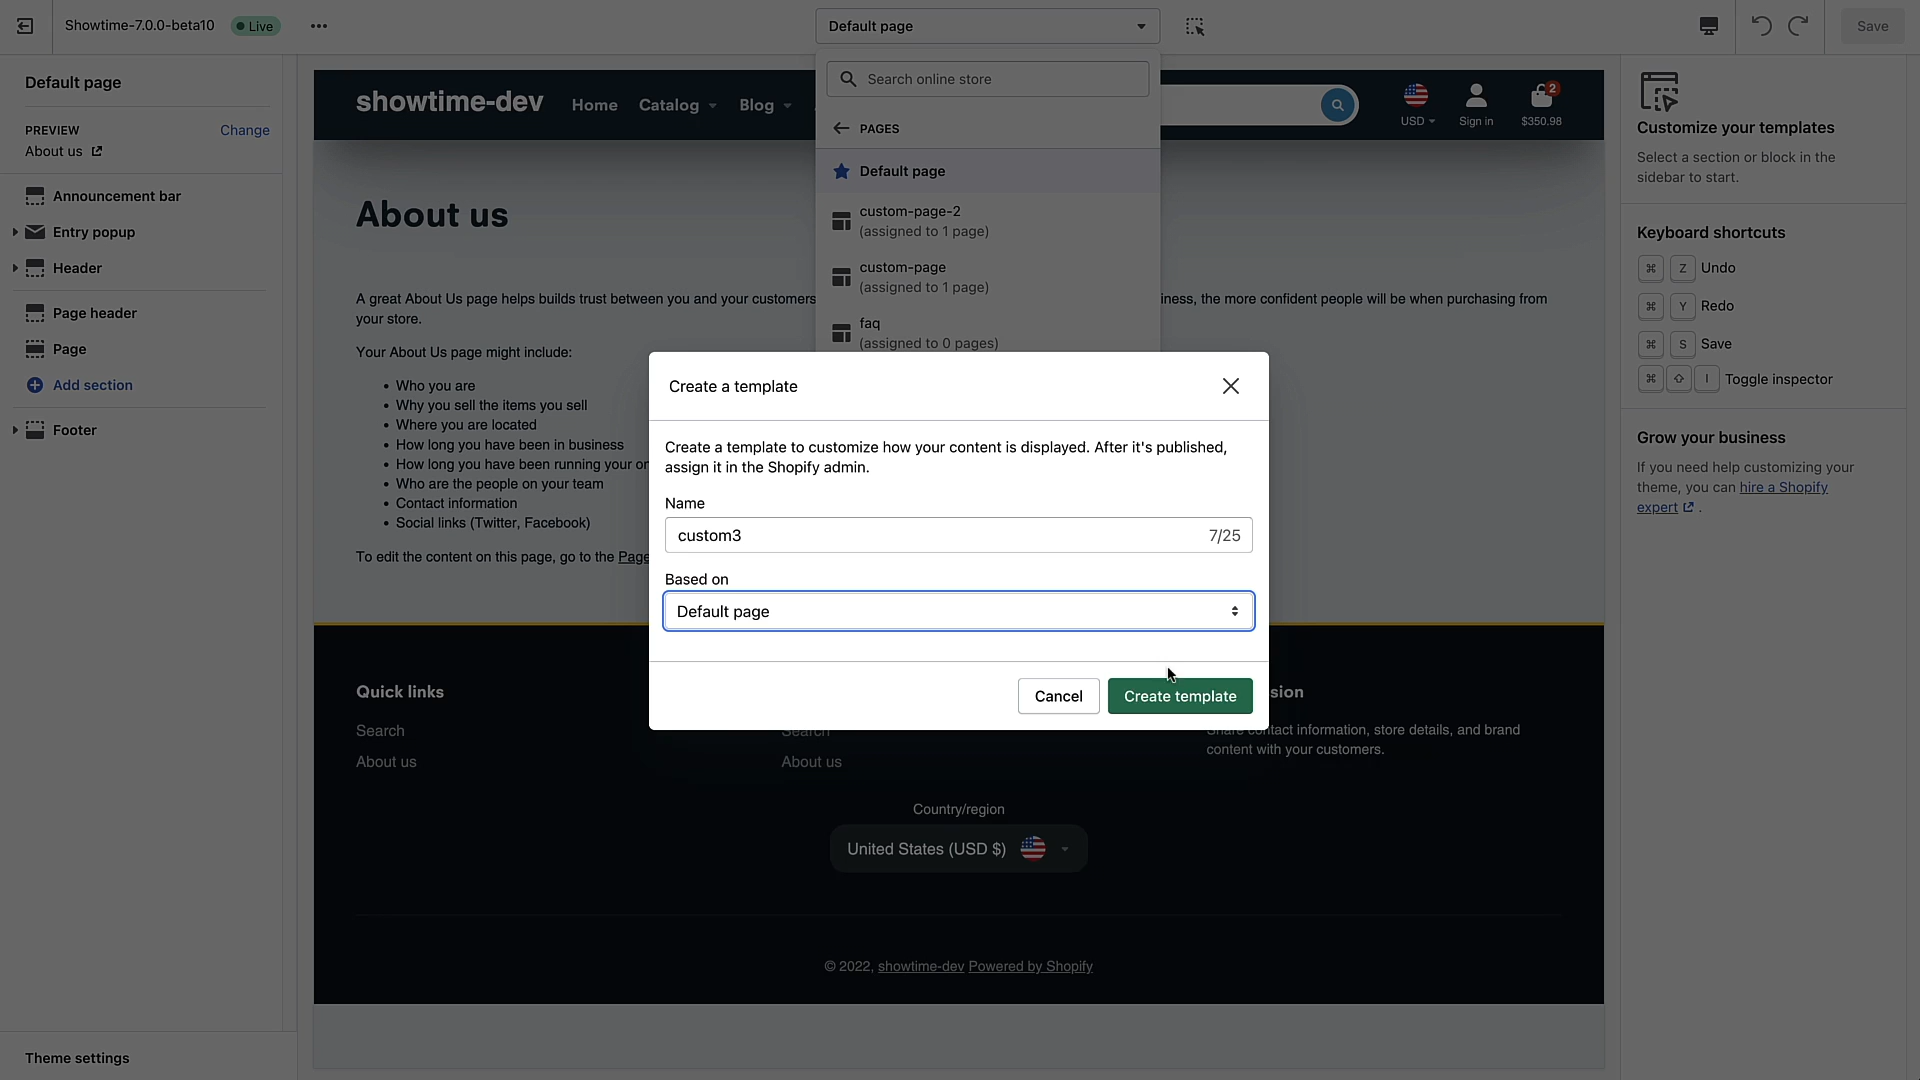 Showtime-7.0.0-beta10
Live
Default page
Save
Default page
PREVIEW
Change
About us
Announcement bar
Entry popup
Header
Page header
Page
Add section
Footer
Theme settings
showtime-dev
Home
Catalog
Blog
USD
Sign in
2
$350.98
Search online store
PAGES
Default page
custom-page-2
(assigned to 1 page)
custom-page
(assigned to 1 page)
faq
(assigned to 0 pages)
About us
A great About Us page helps builds trust between you and your customers
iness, the more confident people will be when purchasing from
your store.
Your About Us page might include:
Who you are
Why you sell the items you sell
Where you are located
How long you have been in business
How long you have been running your on
Who are the people on your team
Contact information
Social links (Twitter, Facebook)
To edit the content on this page, go to the Page
Create a template
Create a template to customize how your content is displayed. After it's published,
assign it in the Shopify admin.
Name
custom3
7/25
Based on
Default page
Cancel
Create template
Quick links
Search
About us
Search
About us
sion
Share contact information, store details, and brand
content with your customers.
Country/region
United States (USD $)
© 2022, showtime-dev Powered by Shopify
Customize your templates
Select a section or block in the
sidebar to start.
Keyboard shortcuts
⌘ Z Undo
⌘ Y Redo
⌘ S Save
⌘ ⇧ I Toggle inspector
Grow your business
If you need help customizing your
theme, you can hire a Shopify
expert .